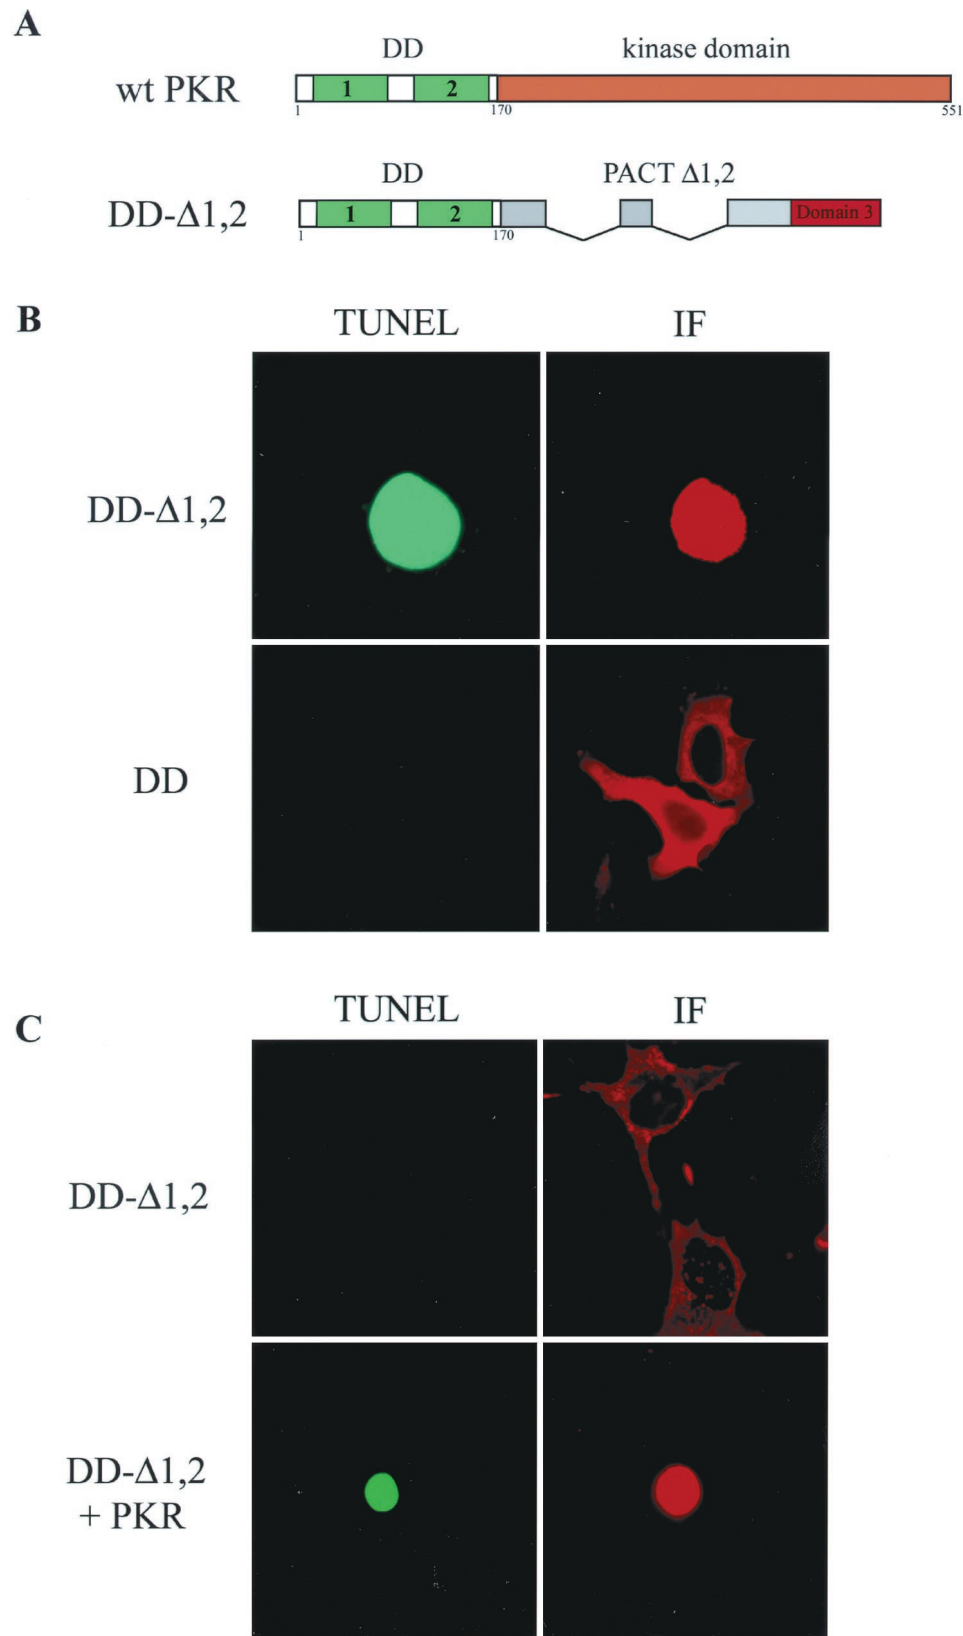 A
DD kinase domain
wt PKR 1 2
1 170 551
DD PACT Δ1,2
DD-Δ1,2 1 2 Domain 3
1 170
B
TUNEL IF
DD-Δ1,2
DD
C
TUNEL IF
DD-Δ1,2
DD-Δ1,2
+ PKR